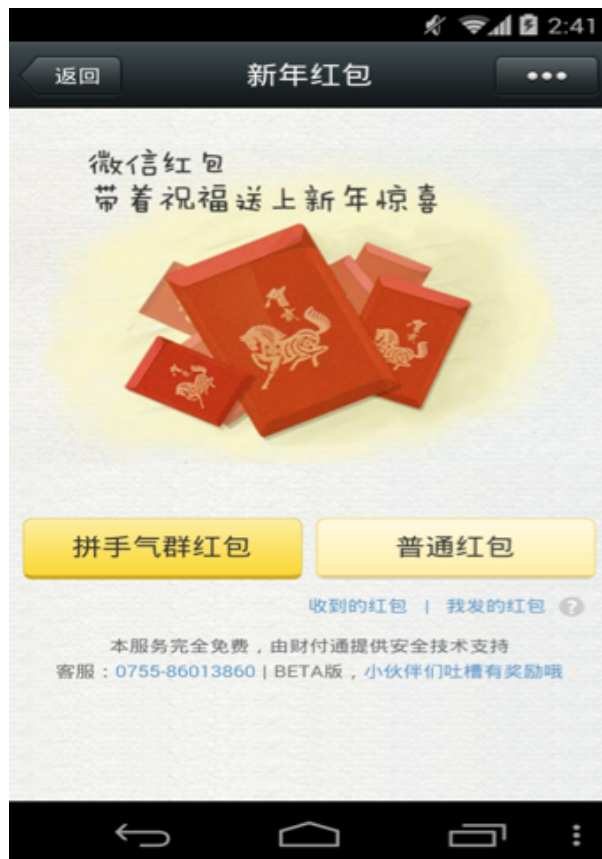 2:41
返回
新年红包
微信红包
带着祝福送上新年惊喜
拼手气群红包
普通红包
收到的红包 | 我发的红包 ?
本服务完全免费，由财付通提供安全技术支持
客服：0755-86013860 | BETA版，小伙伴们吐槽有奖励哦